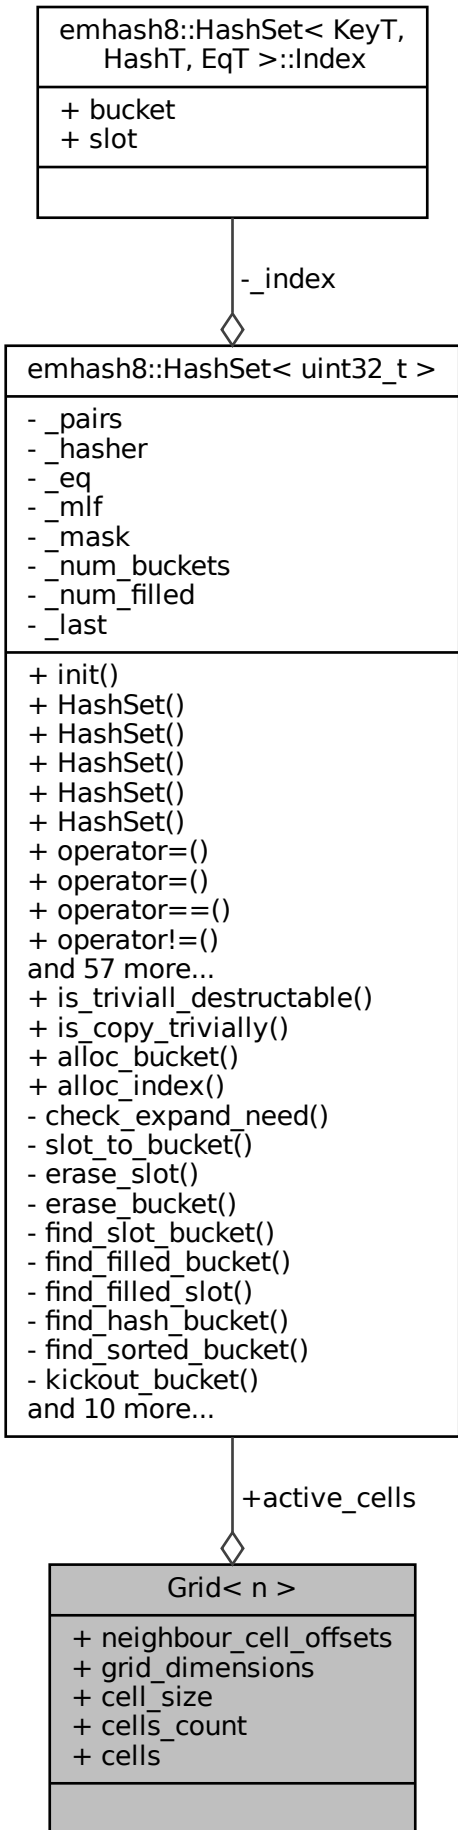 emhash8::HashSet< KeyT,
HashT, EqT >::Index
+ bucket
+ slot
-_index
emhash8::HashSet< uint32_t >
- _pairs
- _hasher
- _eq
- _mlf
- _mask
- _num_buckets
- _num_filled
- _last
+ init()
+ HashSet()
+ HashSet()
+ HashSet()
+ HashSet()
+ HashSet()
+ operator=()
+ operator=()
+ operator==()
+ operator!=()
and 57 more...
+ is_triviall_destructable()
+ is_copy_trivially()
+ alloc_bucket()
+ alloc_index()
- check_expand_need()
- slot_to_bucket()
- erase_slot()
- erase_bucket()
- find_slot_bucket()
- find_filled_bucket()
- find_filled_slot()
- find_hash_bucket()
- find_sorted_bucket()
- kickout_bucket()
and 10 more...
+active_cells
Grid< n >
+ neighbour_cell_offsets
+ grid_dimensions
+ cell_size
+ cells_count
+ cells